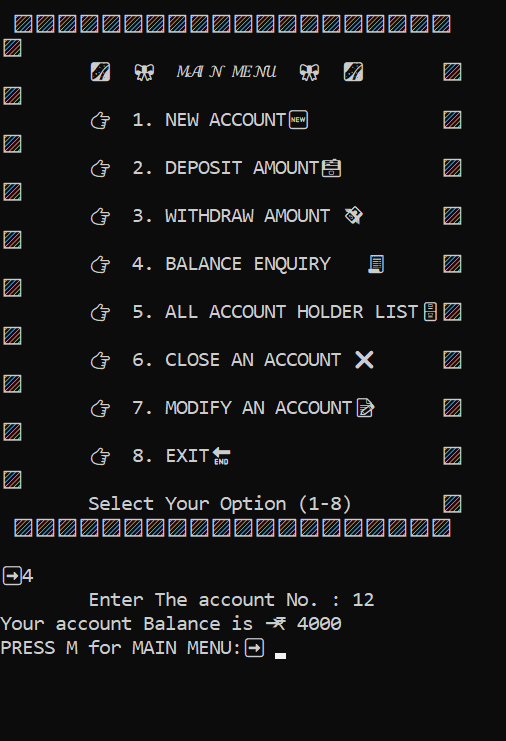 MAIN MENU
1. NEW ACCOUNT NEW
2. DEPOSIT AMOUNT
3. WITHDRAW AMOUNT
4. BALANCE ENQUIRY
5. ALL ACCOUNT HOLDER LIST
6. CLOSE AN ACCOUNT
7. MODIFY AN ACCOUNT
8. EXIT END
Select Your Option (1-8)
4
Enter The account No. : 12
Your account Balance is →₹ 4000
PRESS M for MAIN MENU: